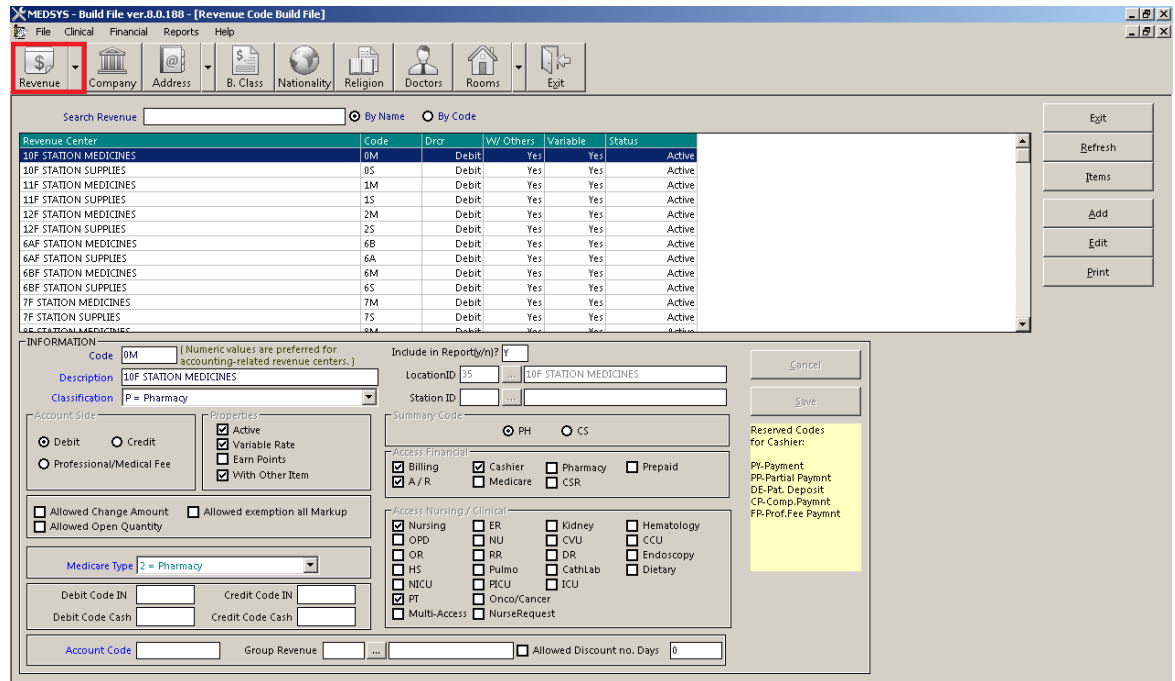 MEDSYS - Build File ver.8.0.188 - [Revenue Code Build File]
File Clinical Financial Reports Help
Revenue Company Address B. Class Nationality Religion Doctors Rooms Exit
Search Revenue By Name By Code
Revenue Center Code Drcr W/ Others Variable Status
10F STATION MEDICINES 0M Debit Yes Yes Active
10F STATION SUPPLIES 0S Debit Yes Yes Active
11F STATION MEDICINES 1M Debit Yes Yes Active
11F STATION SUPPLIES 1S Debit Yes Yes Active
12F STATION MEDICINES 2M Debit Yes Yes Active
12F STATION SUPPLIES 2S Debit Yes Yes Active
6AF STATION MEDICINES 6B Debit Yes Yes Active
6AF STATION SUPPLIES 6A Debit Yes Yes Active
6BF STATION MEDICINES 6M Debit Yes Yes Active
6BF STATION SUPPLIES 6S Debit Yes Yes Active
7F STATION MEDICINES 7M Debit Yes Yes Active
7F STATION SUPPLIES 7S Debit Yes Yes Active
8F STATION MEDICINES 8M Debit Yes Yes Active
Exit
Refresh
Items
Add
Edit
Print
INFORMATION
Code 0M ( Numeric values are preferred for
accounting-related revenue centers. )
Description 10F STATION MEDICINES
Classification P = Pharmacy
Include in Report(y/n)? Y
LocationID 35 ... 10F STATION MEDICINES
Station ID ...
Account Side
Debit Credit
Professional/Medical Fee
Properties
Active
Variable Rate
Earn Points
With Other Item
Summary Code
PH CS
Access Financial
Billing Cashier Pharmacy Prepaid
A / R Medicare CSR
Allowed Change Amount Allowed exemption all Markup
Allowed Open Quantity
Access Nursing / Clinical
Nursing ER Kidney Hematology
OPD NU CVU CCU
OR RR DR Endoscopy
HS Pulmo CathLab Dietary
NICU PICU ICU
PT Onco/Cancer
Multi-Access NurseRequest
Medicare Type 2 = Pharmacy
Debit Code IN Credit Code IN
Debit Code Cash Credit Code Cash
Account Code Group Revenue ... Allowed Discount no. Days 0
Cancel
Save
Reserved Codes
for Cashier:
PY-Payment
PP-Partial Paymnt
DE-Pat. Deposit
CP-Comp.Paymnt
FP-Prof.Fee Paymnt